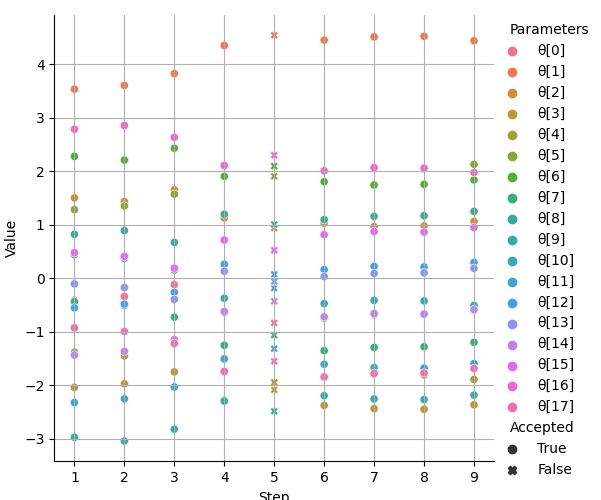 Value
4
3
2
1
0
−1
−2
−3
1 2 3 4 5 6 7 8 9
Step
Parameters
θ[0]
θ[1]
θ[2]
θ[3]
θ[4]
θ[5]
θ[6]
θ[7]
θ[8]
θ[9]
θ[10]
θ[11]
θ[12]
θ[13]
θ[14]
θ[15]
θ[16]
θ[17]
Accepted
True
False